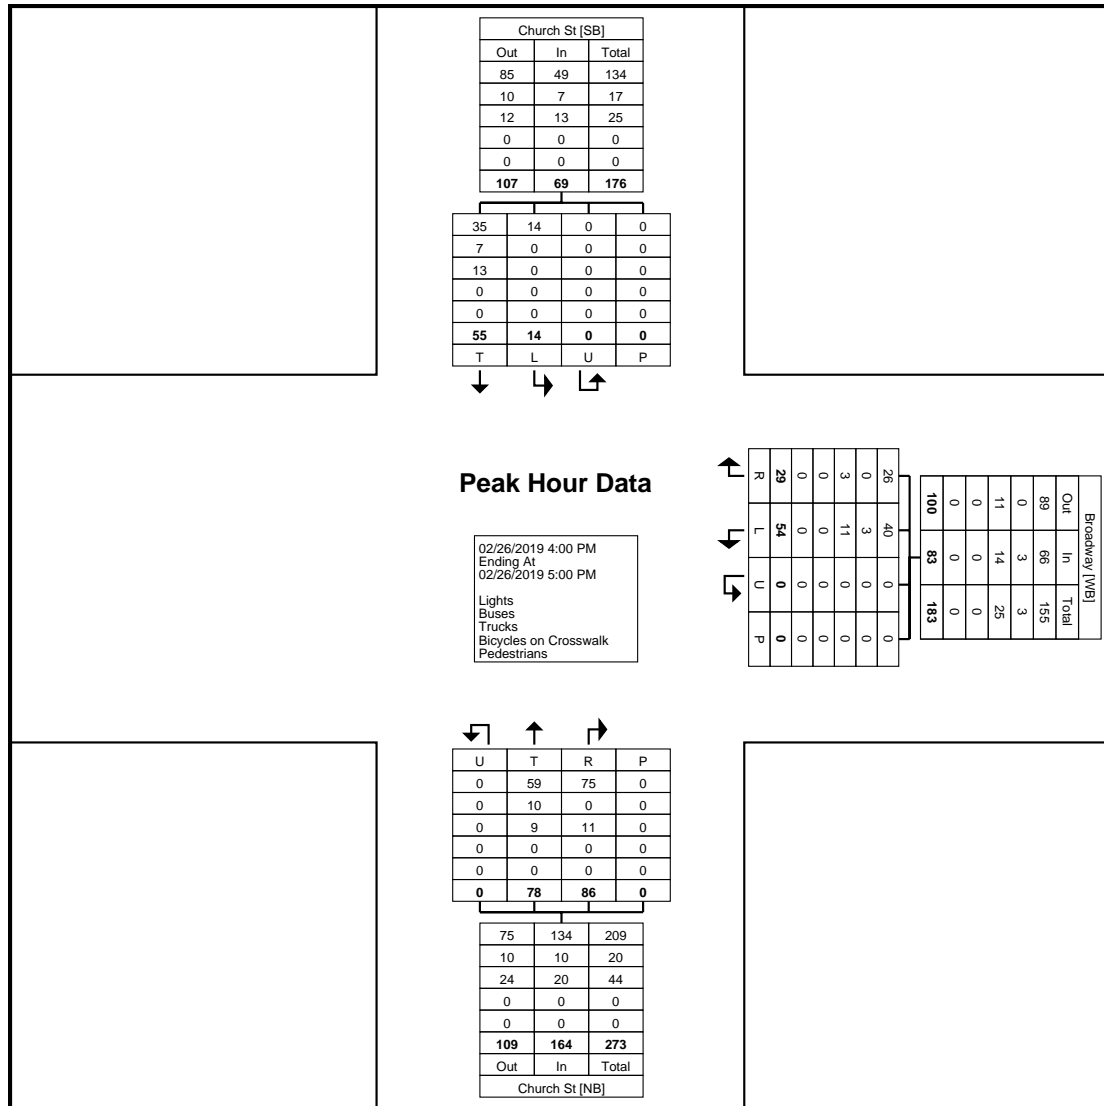 Church St [SB]
Out In Total
85 49 134
10 7 17
12 13 25
0 0 0
0 0 0
107 69 176
35 14 0 0
7 0 0 0
13 0 0 0
0 0 0 0
0 0 0 0
55 14 0 0
T L U P
Peak Hour Data
02/26/2019 4:00 PM
Ending At
02/26/2019 5:00 PM
Lights
Buses
Trucks
Bicycles on Crosswalk
Pedestrians
Broadway [WB]
Out In Total
89 66 155
0 3 3
11 14 25
0 0 0
0 0 0
100 83 183
26 40 0 0
0 3 0 0
3 11 0 0
0 0 0 0
0 0 0 0
29 54 0 0
R L U P
U T R P
0 59 75 0
0 10 0 0
0 9 11 0
0 0 0 0
0 0 0 0
0 78 86 0
75 134 209
10 10 20
24 20 44
0 0 0
0 0 0
109 164 273
Out In Total
Church St [NB]